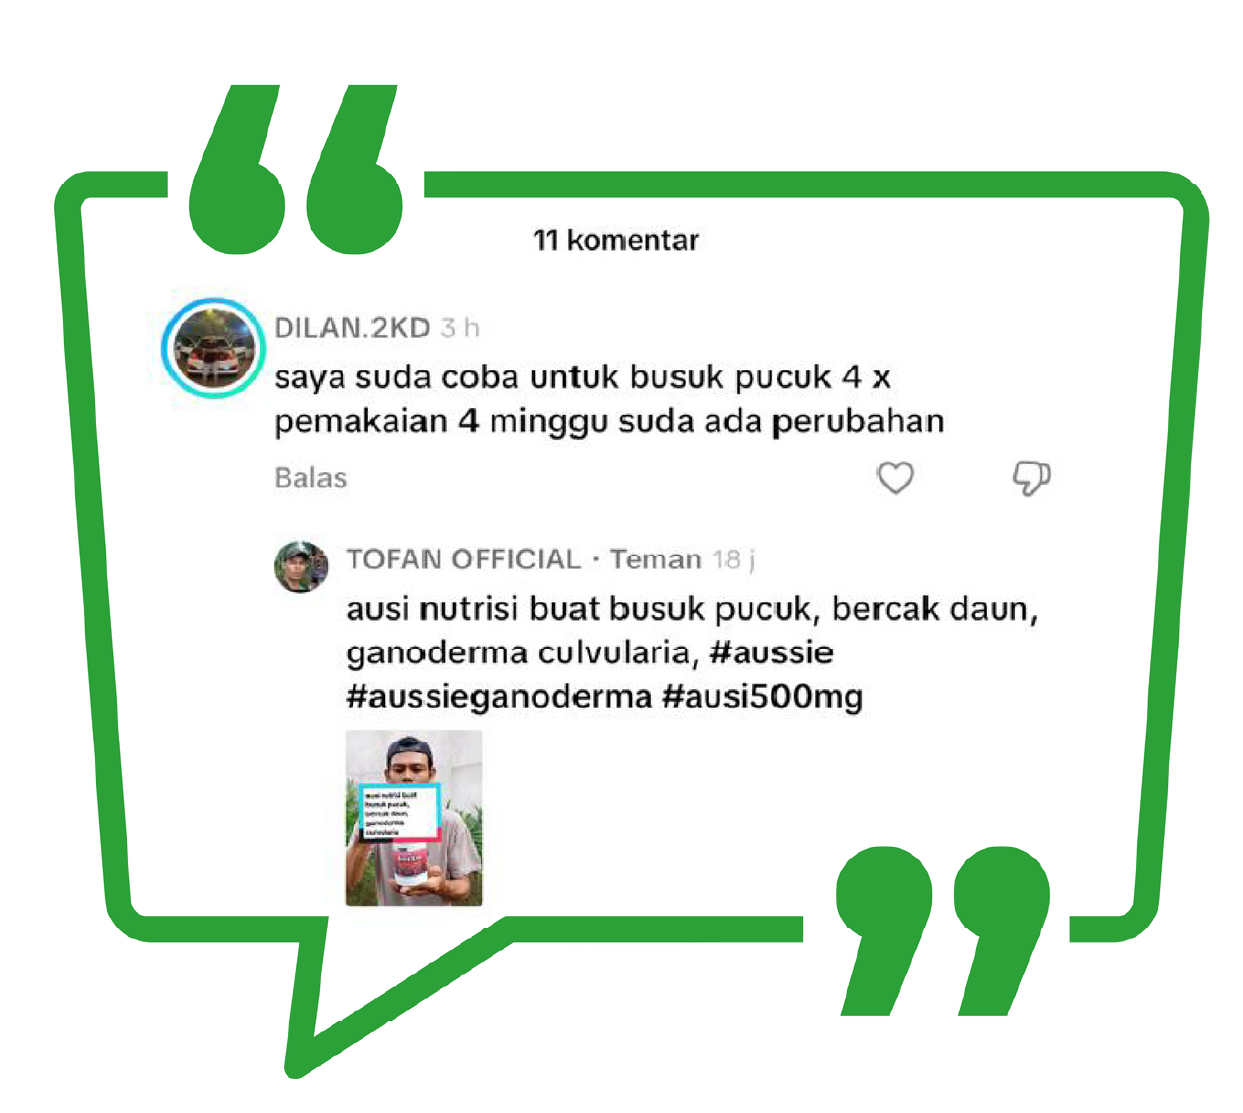 11 komentar
DILAN.2KD 3 h
saya suda coba untuk busuk pucuk 4 x
pemakaian 4 minggu suda ada perubahan
Balas
TOFAN OFFICIAL · Teman 18 j
ausi nutrisi buat busuk pucuk, bercak daun,
ganoderma culvularia, #aussie
#aussieganoderma #ausi500mg
ausi nutrisi buat
busuk pucuk,
bercak daun,
ganoderma
culvularia